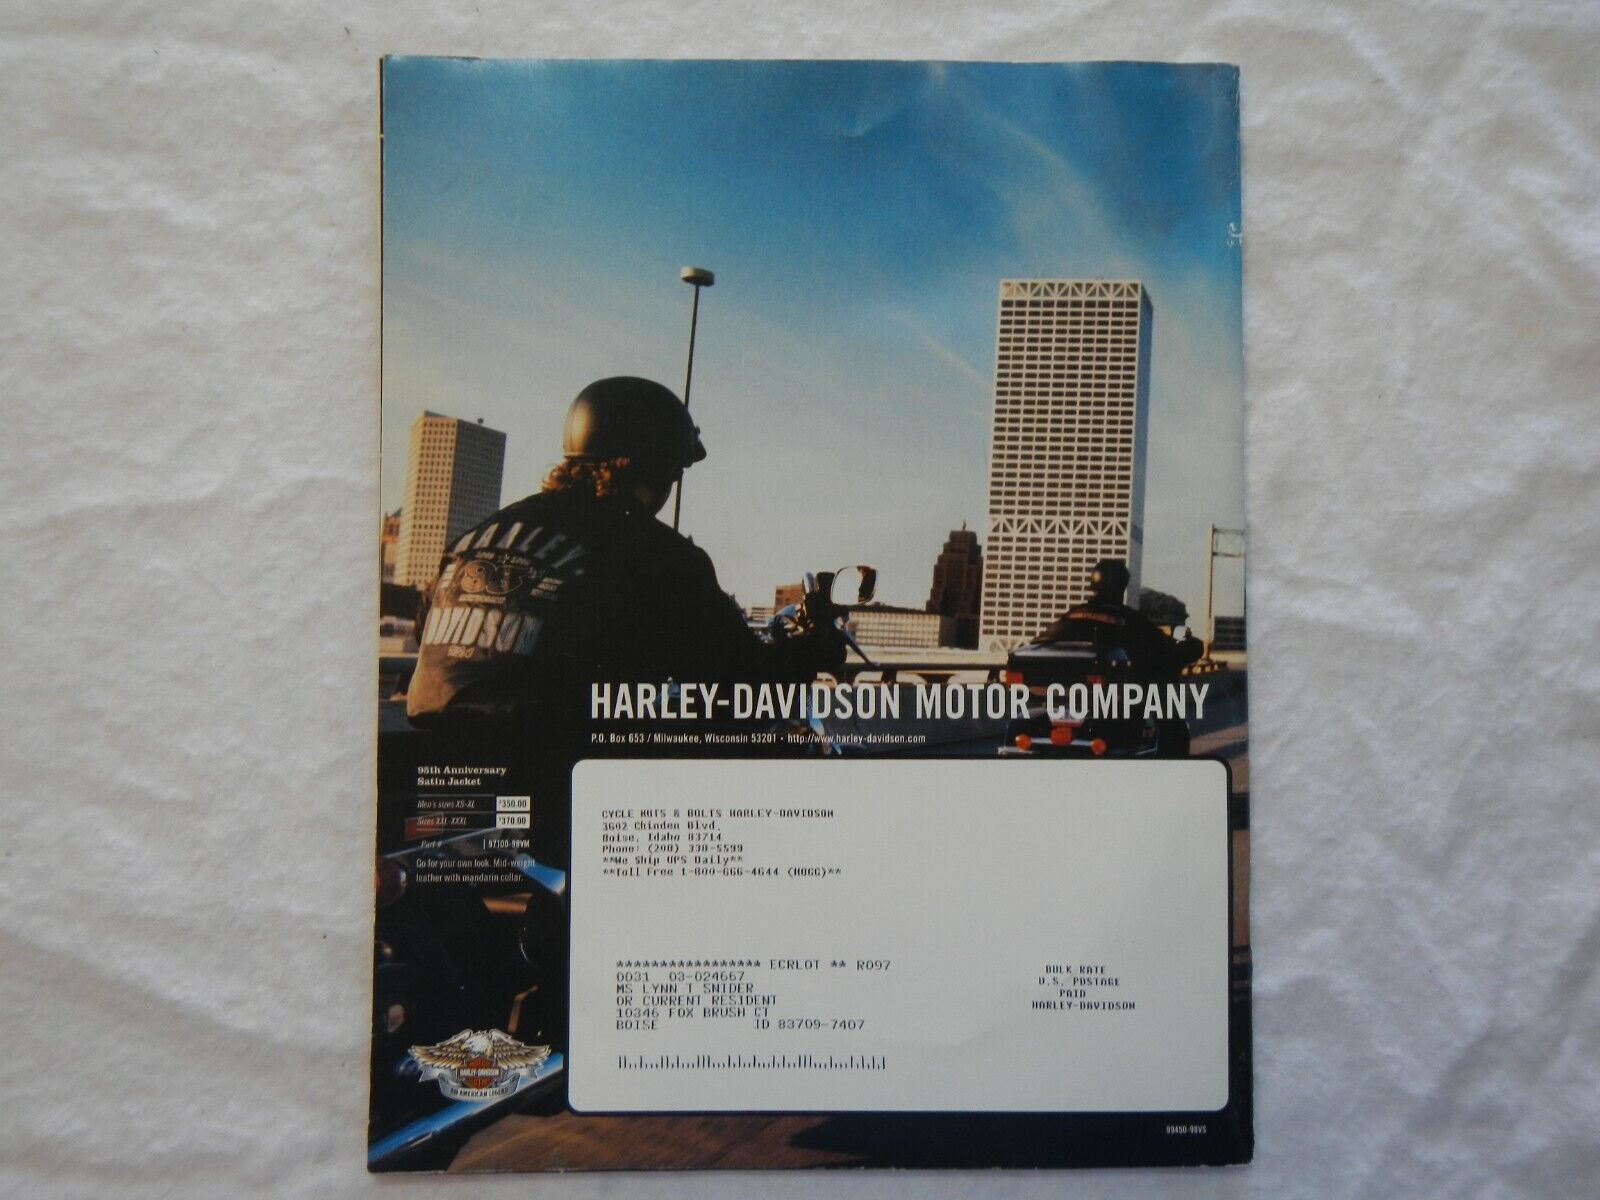 HARLEY
95
DAVIDSON
HARLEY-DAVIDSON MOTOR COMPANY
P.O. Box 653 / Milwaukee, Wisconsin 53201 • http://www.harley-davidson.com
95th Anniversary
Satin Jacket
Men's sizes XS-XL $350.00
Sizes XXL-XXXL $370.00
Part # 97100-98VM
Go for your own look. Mid-weight
leather with mandarin collar.
MOTOR
HARLEY-DAVIDSON
AN AMERICAN LEGEND
CYCLE NUTS & BOLTS HARLEY-DAVIDSON
3602 Chinden Blvd.
Boise, Idaho 83714
Phone: (208) 338-5599
**We Ship UPS Daily**
**Toll Free 1-800-666-4644 (HOGG)**
***************** ECRLOT ** R097
0031 03-024667
MS LYNN T SNIDER
OR CURRENT RESIDENT
10346 FOX BRUSH CT
BOISE ID 83709-7407
BULK RATE
U.S. POSTAGE
PAID
HARLEY-DAVIDSON
99450-98VS